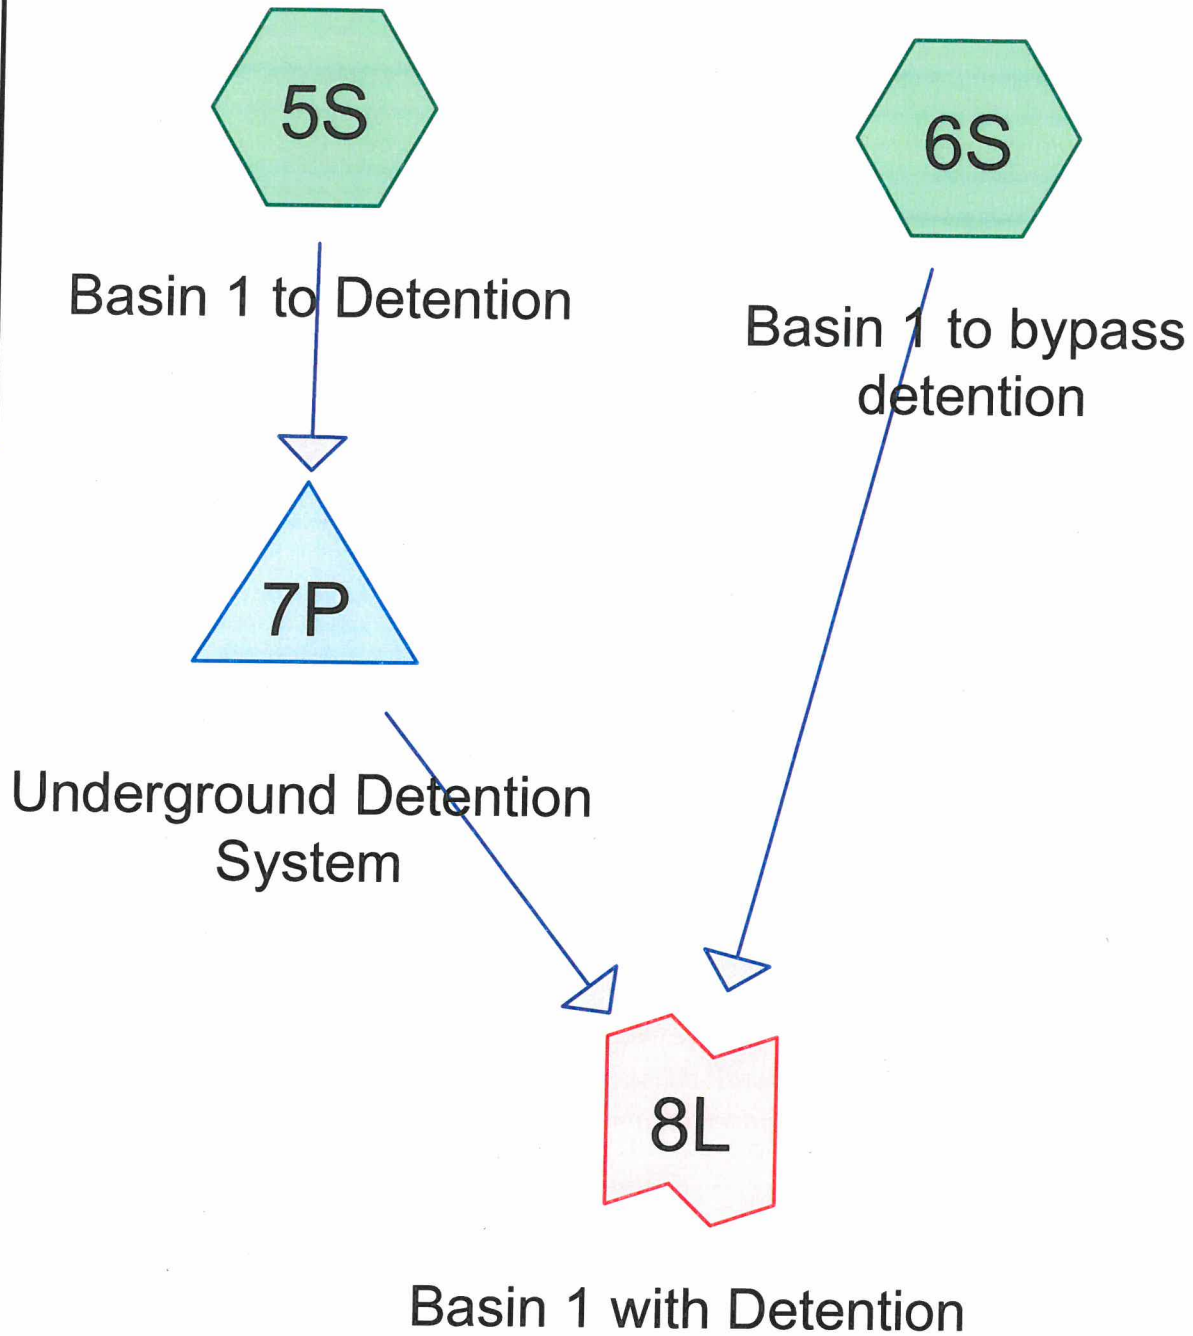 5S
Basin 1 to Detention
6S
Basin 1 to bypass
detention
7P
Underground Detention
System
8L
Basin 1 with Detention